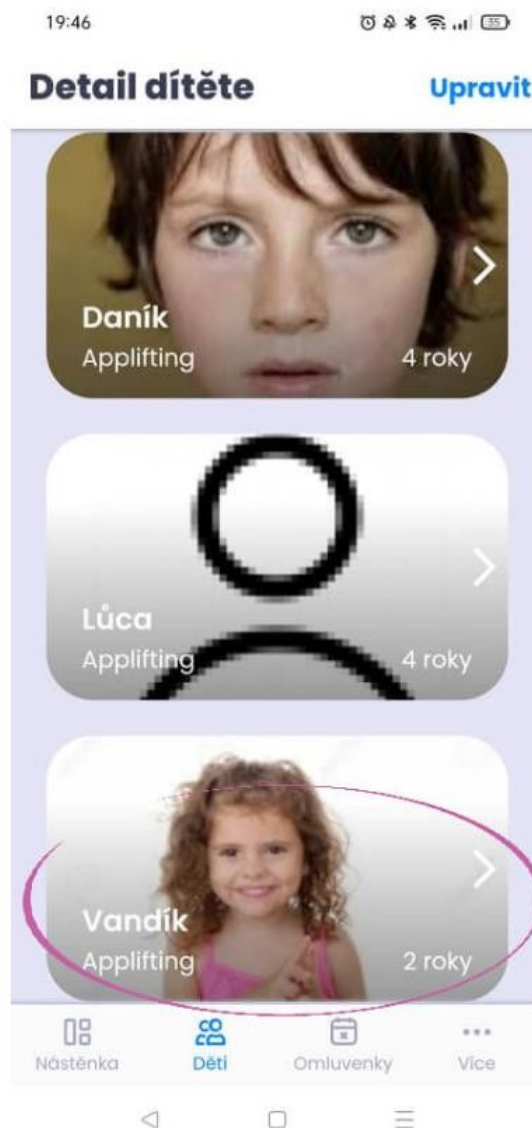 19:46
35
Detail dítěte Upravit
Daník
Applifting 4 roky
Lůca
Applifting 4 roky
Vandík
Applifting 2 roky
Nástěnka Děti Omluvenky Více